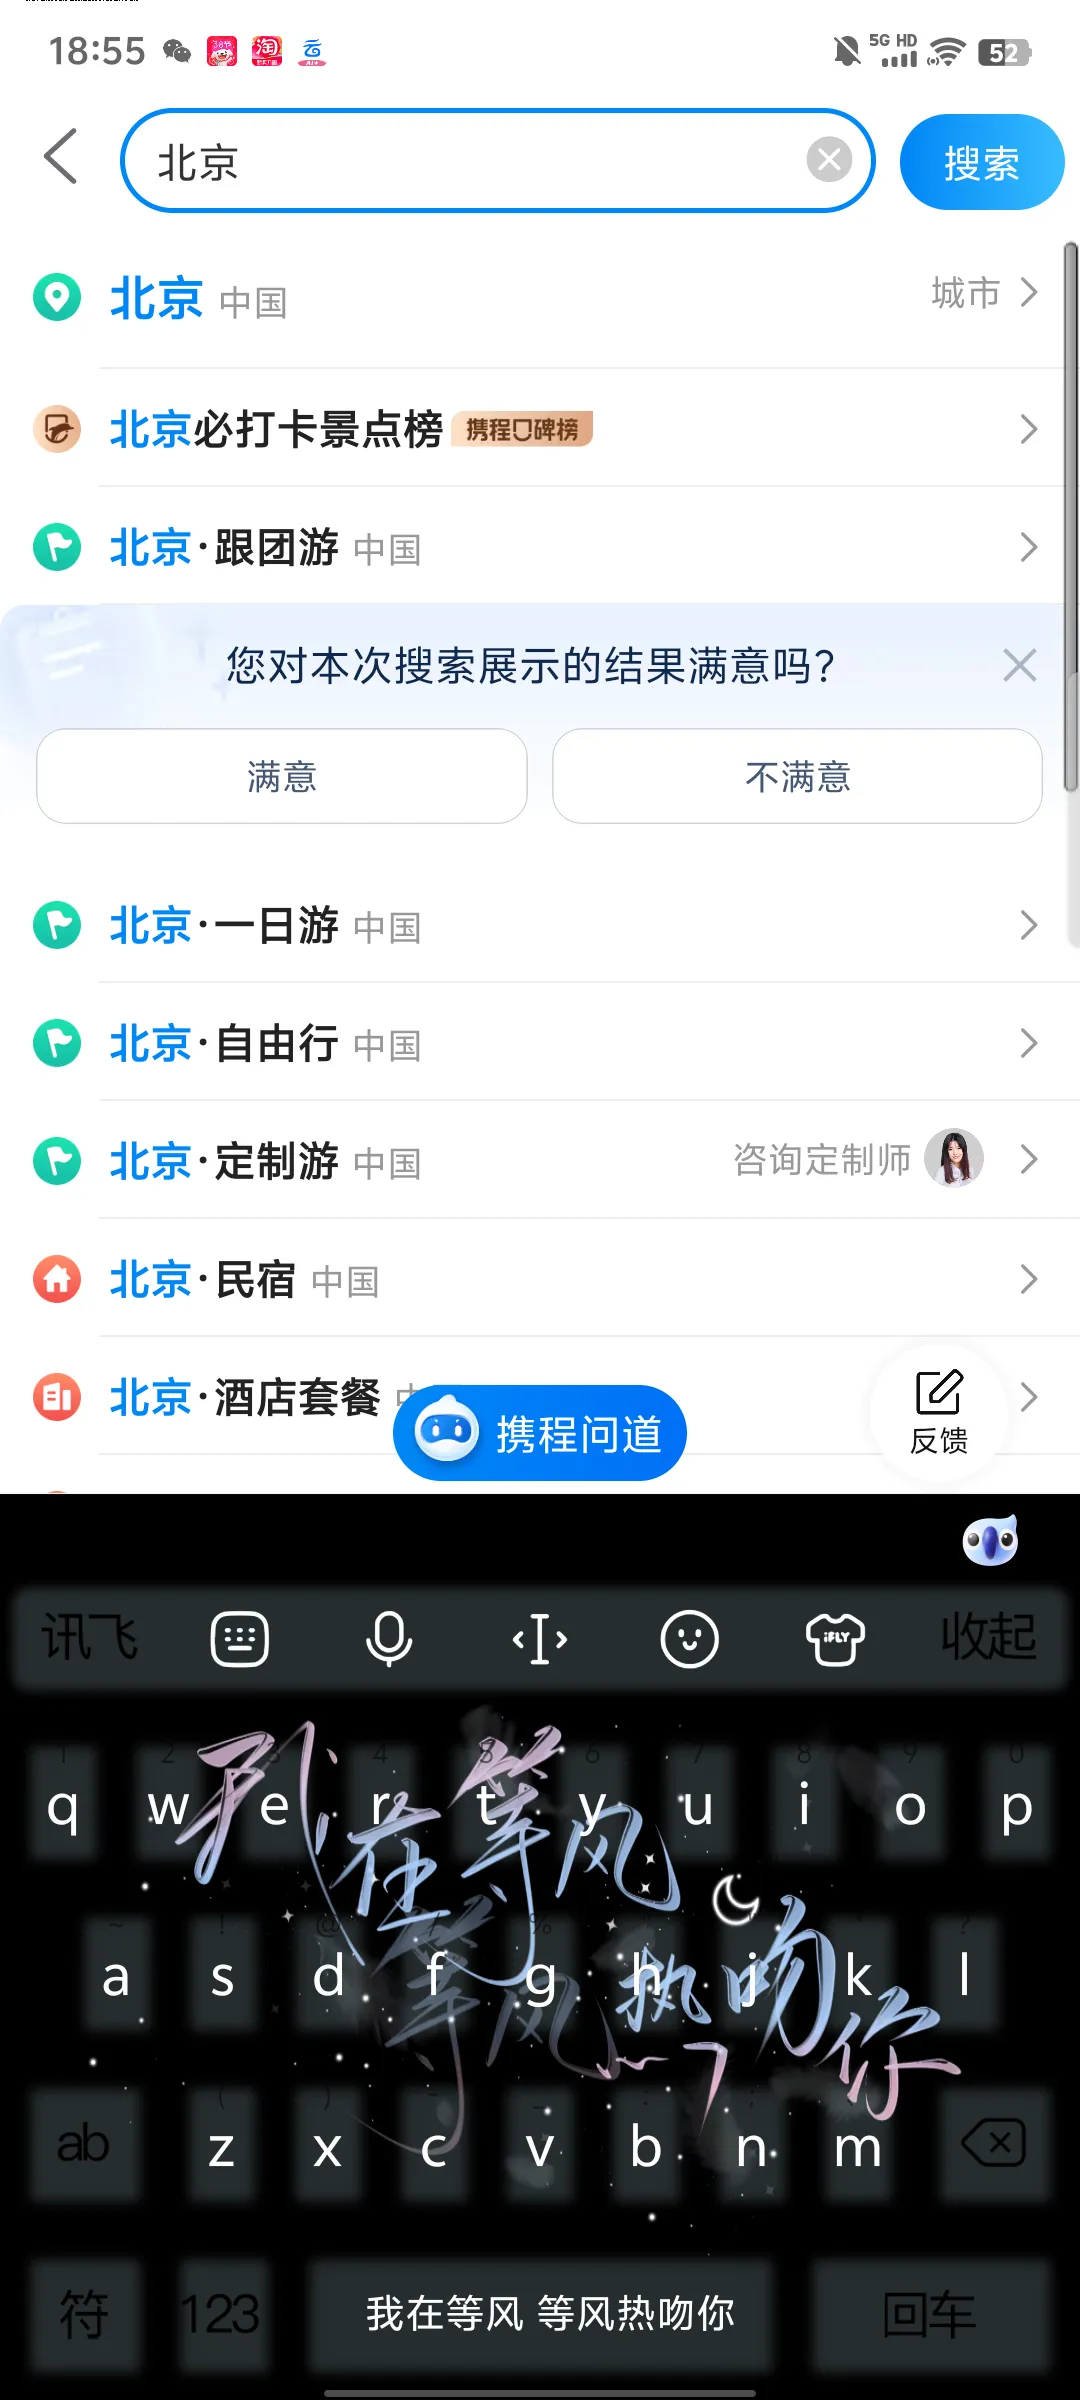 18:55 5G HD 52
北京 搜索
北京 中国 城市
北京必打卡景点榜 携程口碑榜
北京·跟团游 中国
您对本次搜索展示的结果满意吗?
满意 不满意
北京·一日游 中国
北京·自由行 中国
北京·定制游 中国 咨询定制师
北京·民宿 中国
北京·酒店套餐
携程问道
反馈
讯飞 iFLY 收起
1 2 3 4 5 6 7 8 9 0
q w e r t y u i o p
我在等风
~ ! @ % ?
a s d f g h j k l
等风热吻你
ab z x c v b n m
符 123 我在等风 等风热吻你 回车